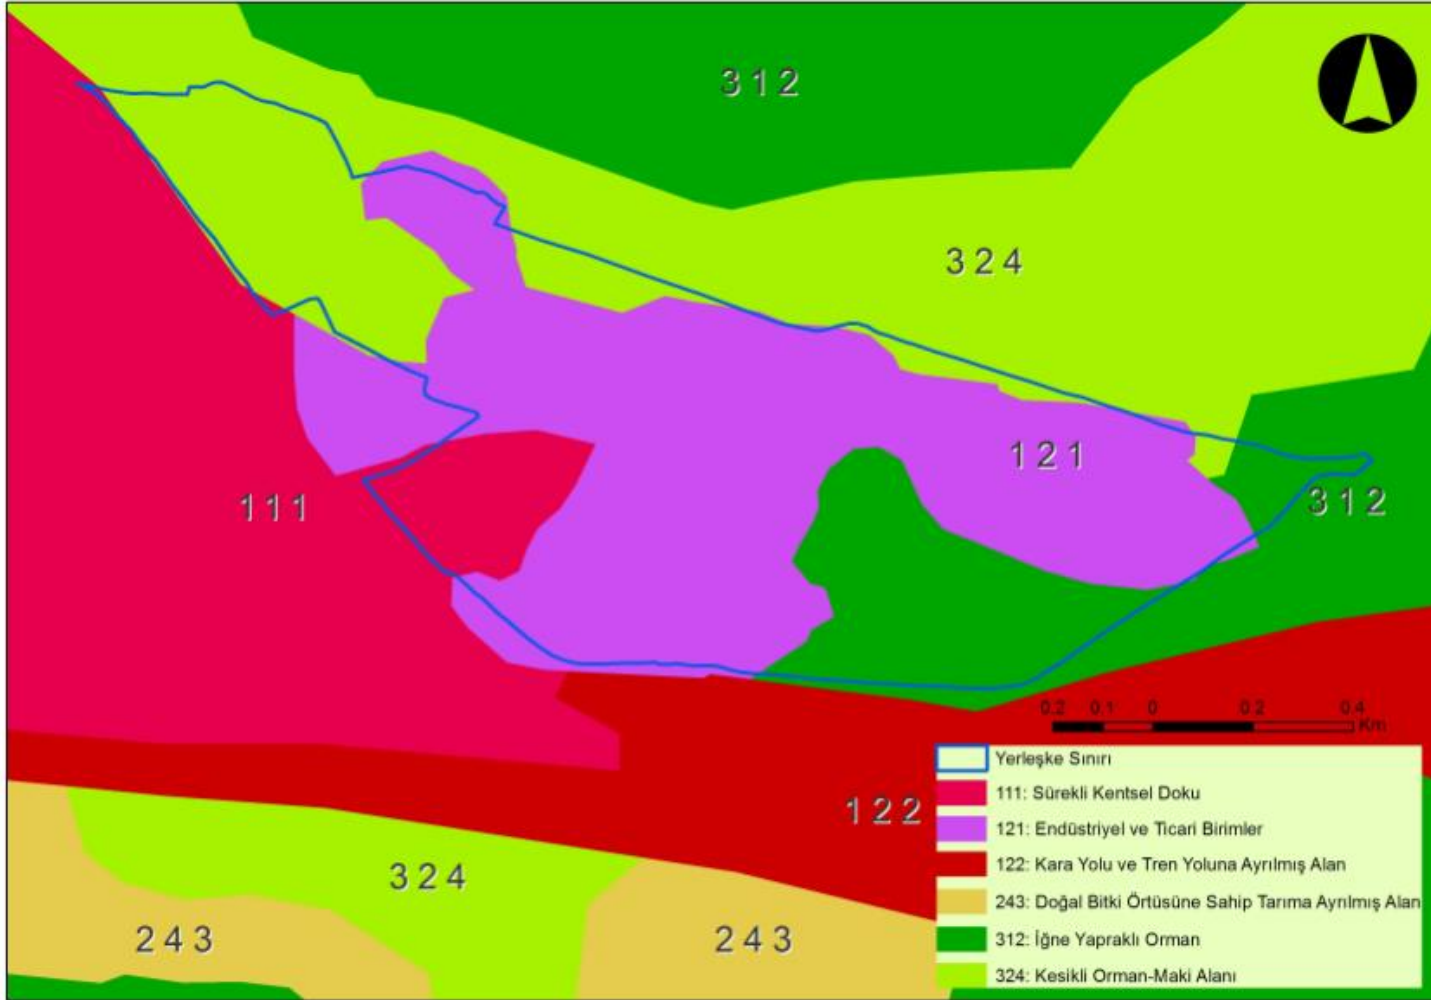 312
324
121
111
312
0.2 0.1 0 0.2 0.4
Km
122
324
243
243
Yerleşke Sınırı
111: Sürekli Kentsel Doku
121: Endüstriyel ve Ticari Birimler
122: Kara Yolu ve Tren Yoluna Ayrılmış Alan
243: Doğal Bitki Örtüsüne Sahip Tarıma Ayrılmış Alan
312: İğne Yapraklı Orman
324: Kesikli Orman-Maki Alanı